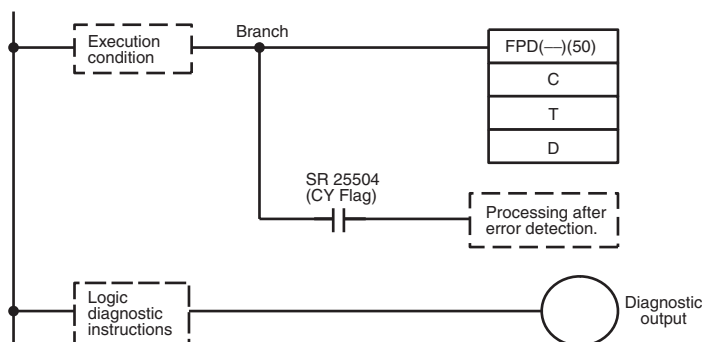 Branch
Execution
condition
FPD(––)(50)
C
T
D
SR 25504
(CY Flag)
Processing after
error detection.
Logic
diagnostic
instructions
Diagnostic
output